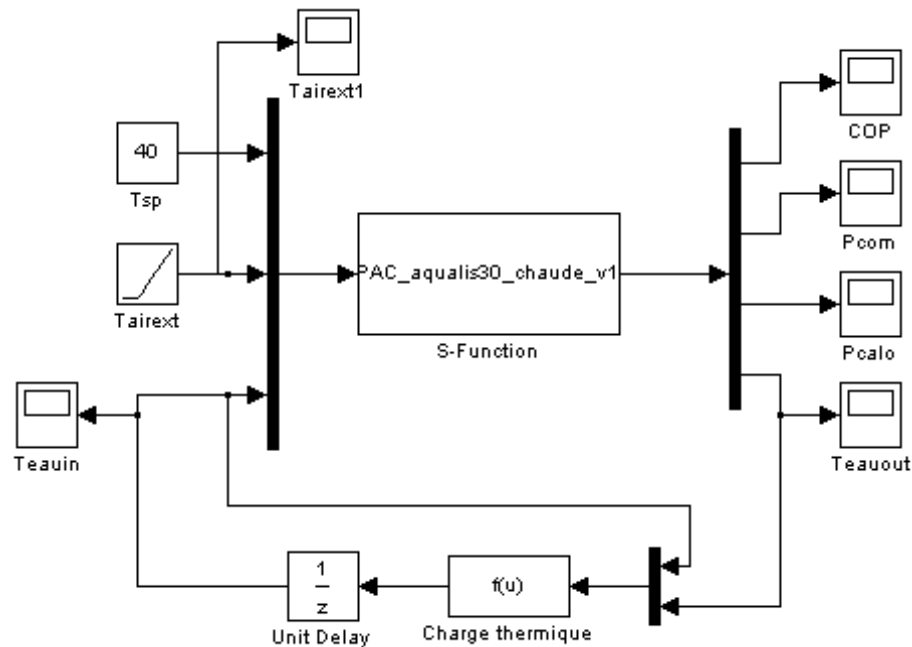 Tairext1
COP
40
Tsp
Pcom
PAC_aqualis30_chaude_v1
Tairext
S-Function
Pcalo
Teauin
Teauout
1
z
f(u)
Unit Delay
Charge thermique